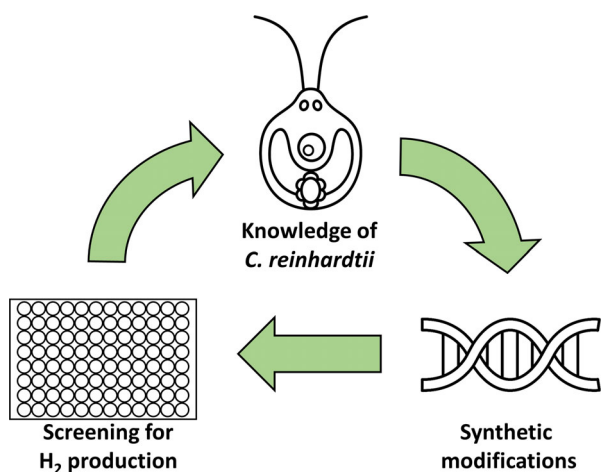 Knowledge of
C. reinhardtii
Screening for
H₂ production
Synthetic
modifications